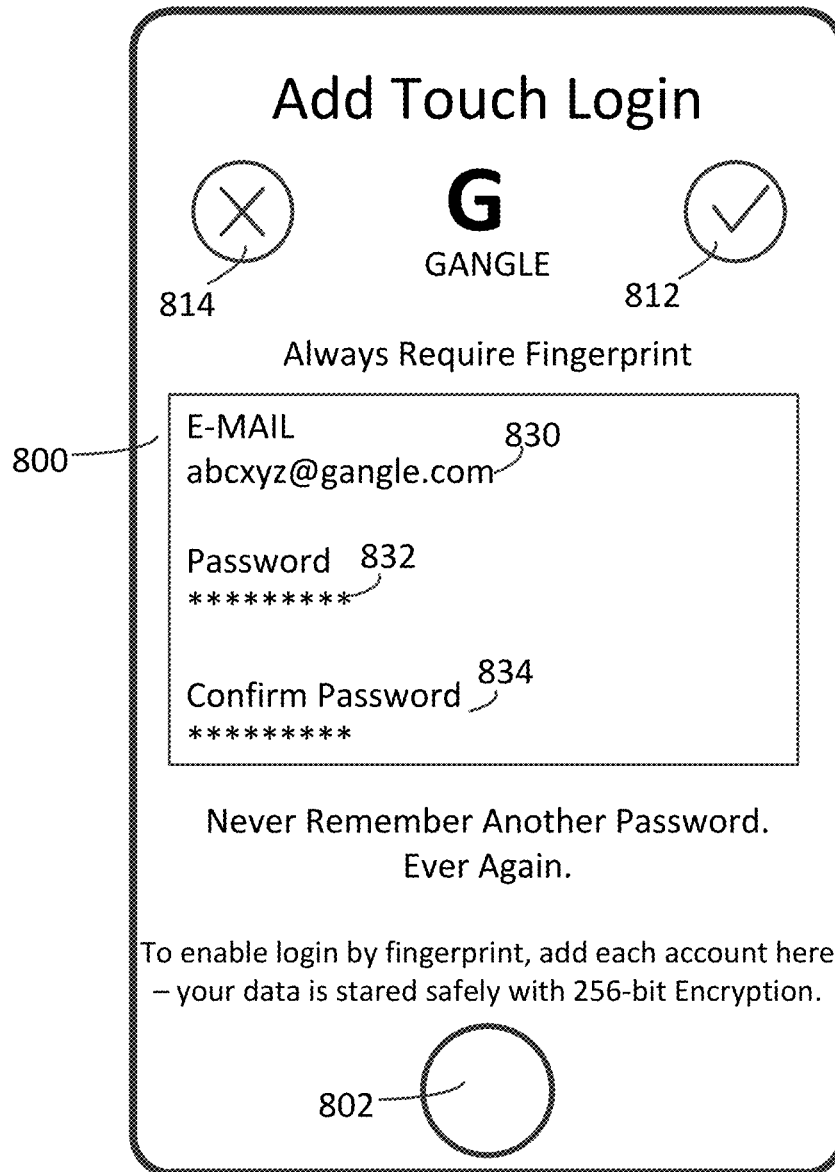 Add Touch Login
G
GANGLE
814
812
Always Require Fingerprint
800
E-MAIL
830
abcxyz@gangle.com
Password 832
*********
834
Confirm Password
*********
Never Remember Another Password.
Ever Again.
To enable login by fingerprint, add each account here
– your data is stared safely with 256-bit Encryption.
802